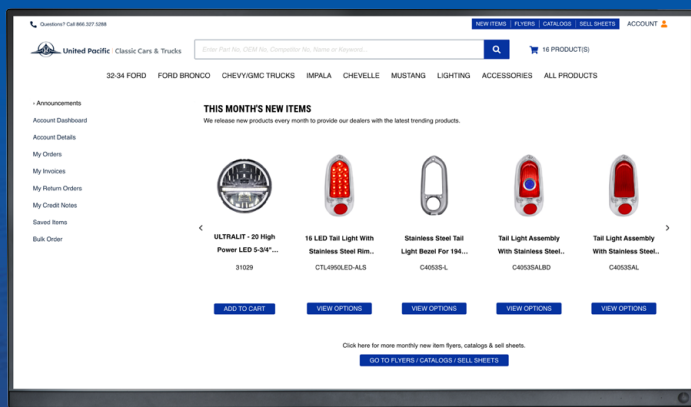 Questions? Call 866.327.5288
NEW ITEMS | FLYERS | CATALOGS | SELL SHEETS
ACCOUNT
United Pacific | Classic Cars & Trucks
Enter Part No, OEM No, Competitor No, Name or Keyword...
16 PRODUCT(S)
32-34 FORD FORD BRONCO CHEVY/GMC TRUCKS IMPALA CHEVELLE MUSTANG LIGHTING ACCESSORIES ALL PRODUCTS
- Announcements
Account Dashboard
Account Details
My Orders
My Invoices
My Return Orders
My Credit Notes
Saved Items
Bulk Order
THIS MONTH'S NEW ITEMS
We release new products every month to provide our dealers with the latest trending products.
ULTRALIT - 20 High
Power LED 5-3/4"...
31029
ADD TO CART
16 LED Tail Light With
Stainless Steel Rim..
CTL4950LED-ALS
VIEW OPTIONS
Stainless Steel Tail
Light Bezel For 194...
C4053S-L
VIEW OPTIONS
Tail Light Assembly
With Stainless Steel..
C4053SALBD
VIEW OPTIONS
Tail Light Assembly
With Stainless Steel..
C4053SAL
VIEW OPTIONS
Click here for more monthly new item flyers, catalogs & sell sheets.
GO TO FLYERS / CATALOGS / SELL SHEETS